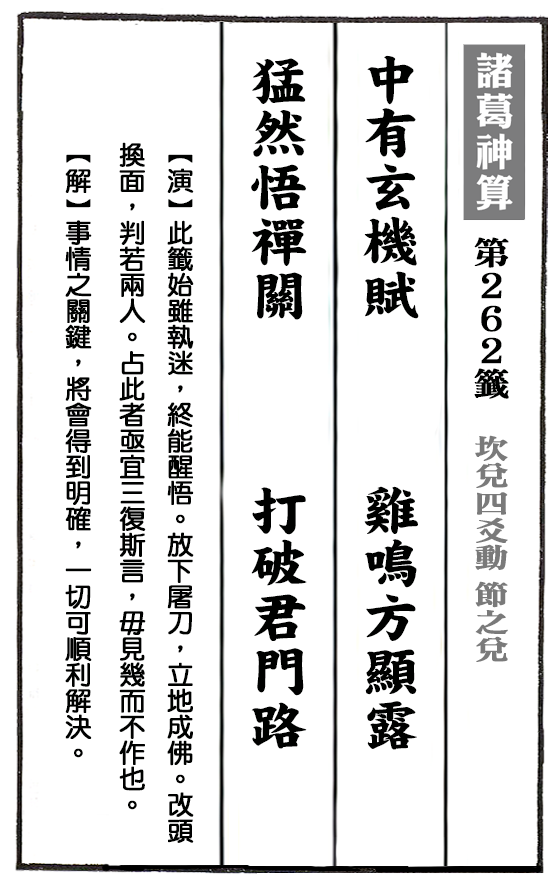 諸葛神算 第262籤 坎兌四爻動 節之兌
中有玄機賦 雞鳴方顯露
猛然悟禪關 打破君門路
【演】此籤始雖執迷,終能醒悟。放下屠刀,立地成佛。改頭
換面,判若兩人。占此者亟宜三復斯言,毋見幾而不作也。
【解】事情之關鍵,將會得到明確,一切可順利解決。